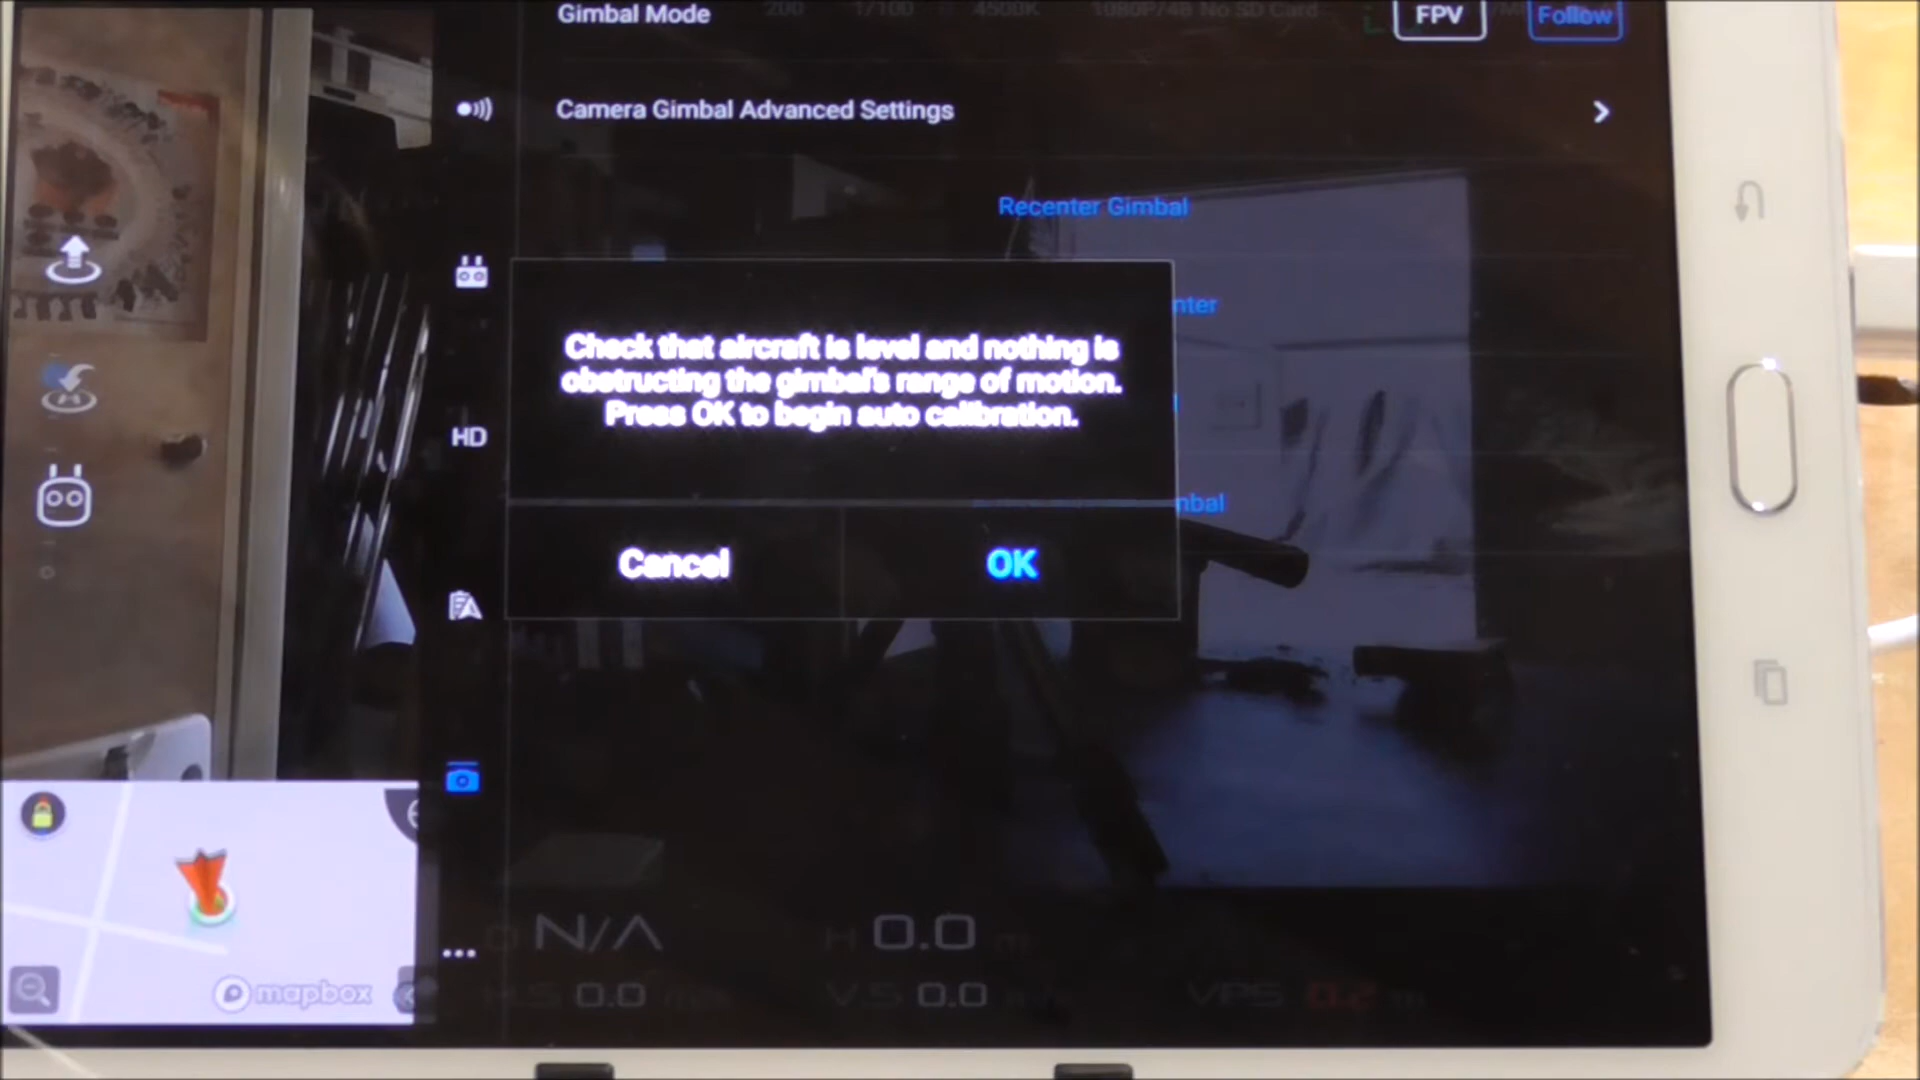 Gimbal Mode
200 1/100 4500K 1080P/48 No SD Card
FPV
Follow
Camera Gimbal Advanced Settings
Recenter Gimbal
nter
Check that aircraft is level and nothing is
obstructing the gimbal's range of motion.
Press OK to begin auto calibration.
HD
nbal
Cancel
OK
N/A
H 0.0 m
mapbox
H.S 0.0
V.S 0.0
VPS 0.2 m